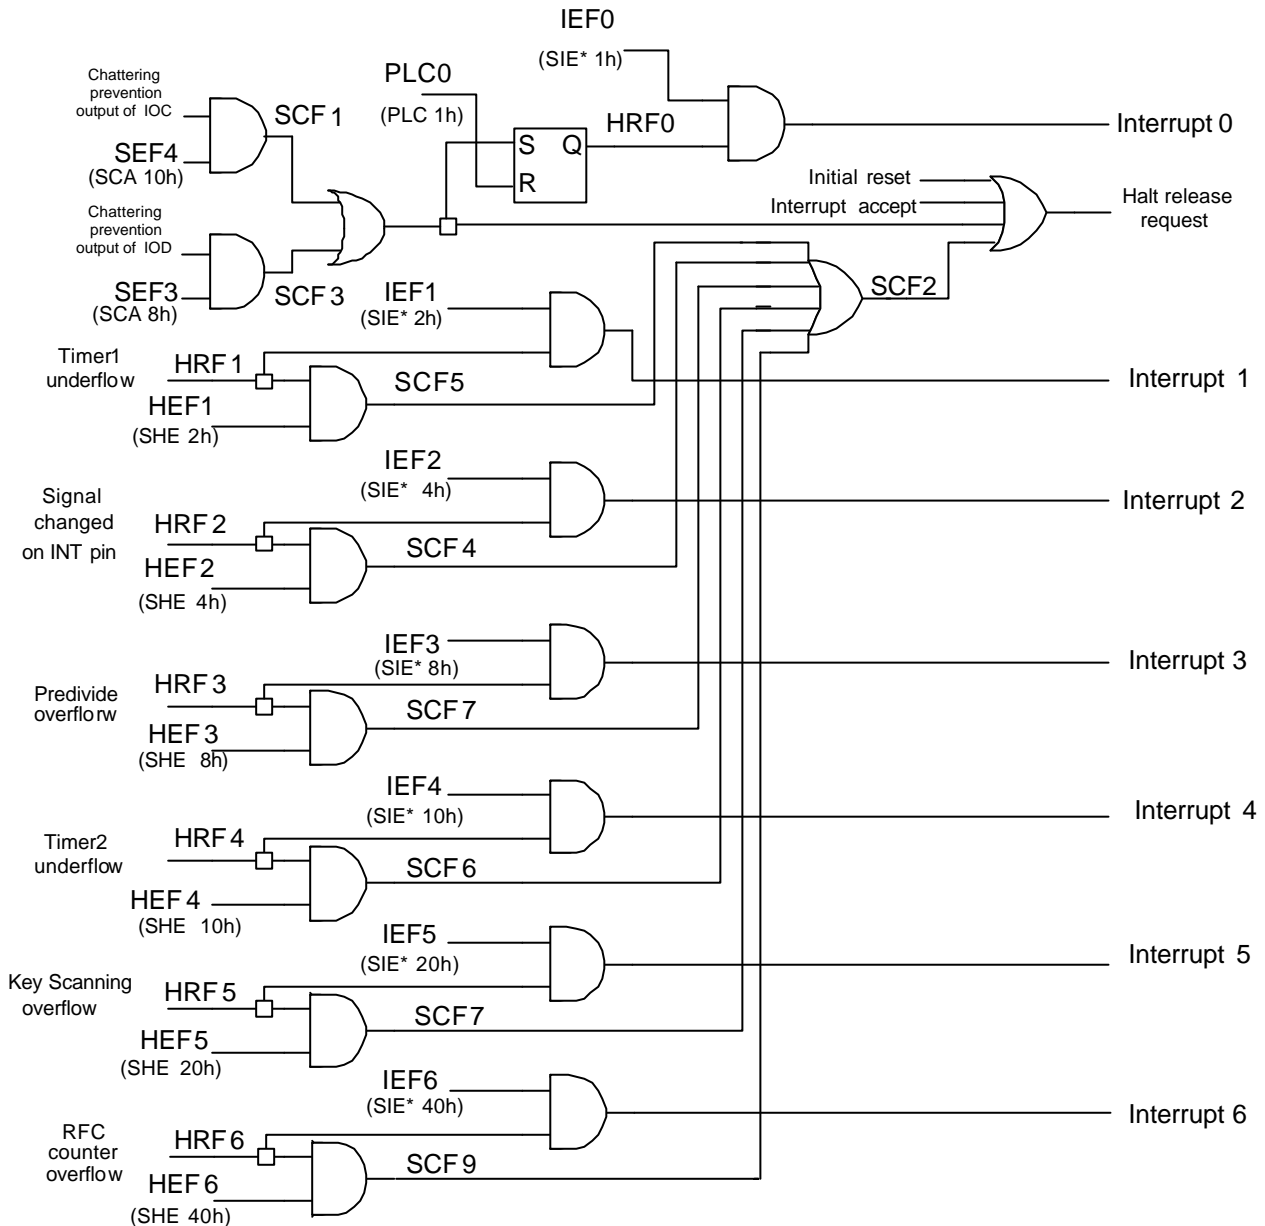 IEF0
(SIE* 1h)
PLC0
(PLC 1h)
Chattering
prevention
output of IOC
SCF1
SEF4
(SCA 10h)
S Q
R
HRF0
Interrupt 0
Initial reset
Interrupt accept
Halt release
request
Chattering
prevention
output of IOD
SEF3
(SCA 8h)
SCF3
IEF1
(SIE* 2h)
SCF2
Timer1
underflow
HRF1
HEF1
(SHE 2h)
SCF5
Interrupt 1
IEF2
(SIE* 4h)
Signal
changed
on INT pin
HRF2
HEF2
(SHE 4h)
SCF4
Interrupt 2
IEF3
(SIE* 8h)
Predivide
overflorw
HRF3
HEF3
(SHE 8h)
SCF7
Interrupt 3
IEF4
(SIE* 10h)
Timer2
underflow
HRF4
HEF4
(SHE 10h)
SCF6
Interrupt 4
IEF5
(SIE* 20h)
Key Scanning
overflow
HRF5
HEF5
(SHE 20h)
SCF7
Interrupt 5
IEF6
(SIE* 40h)
RFC
counter
overflow
HRF6
HEF6
(SHE 40h)
SCF9
Interrupt 6